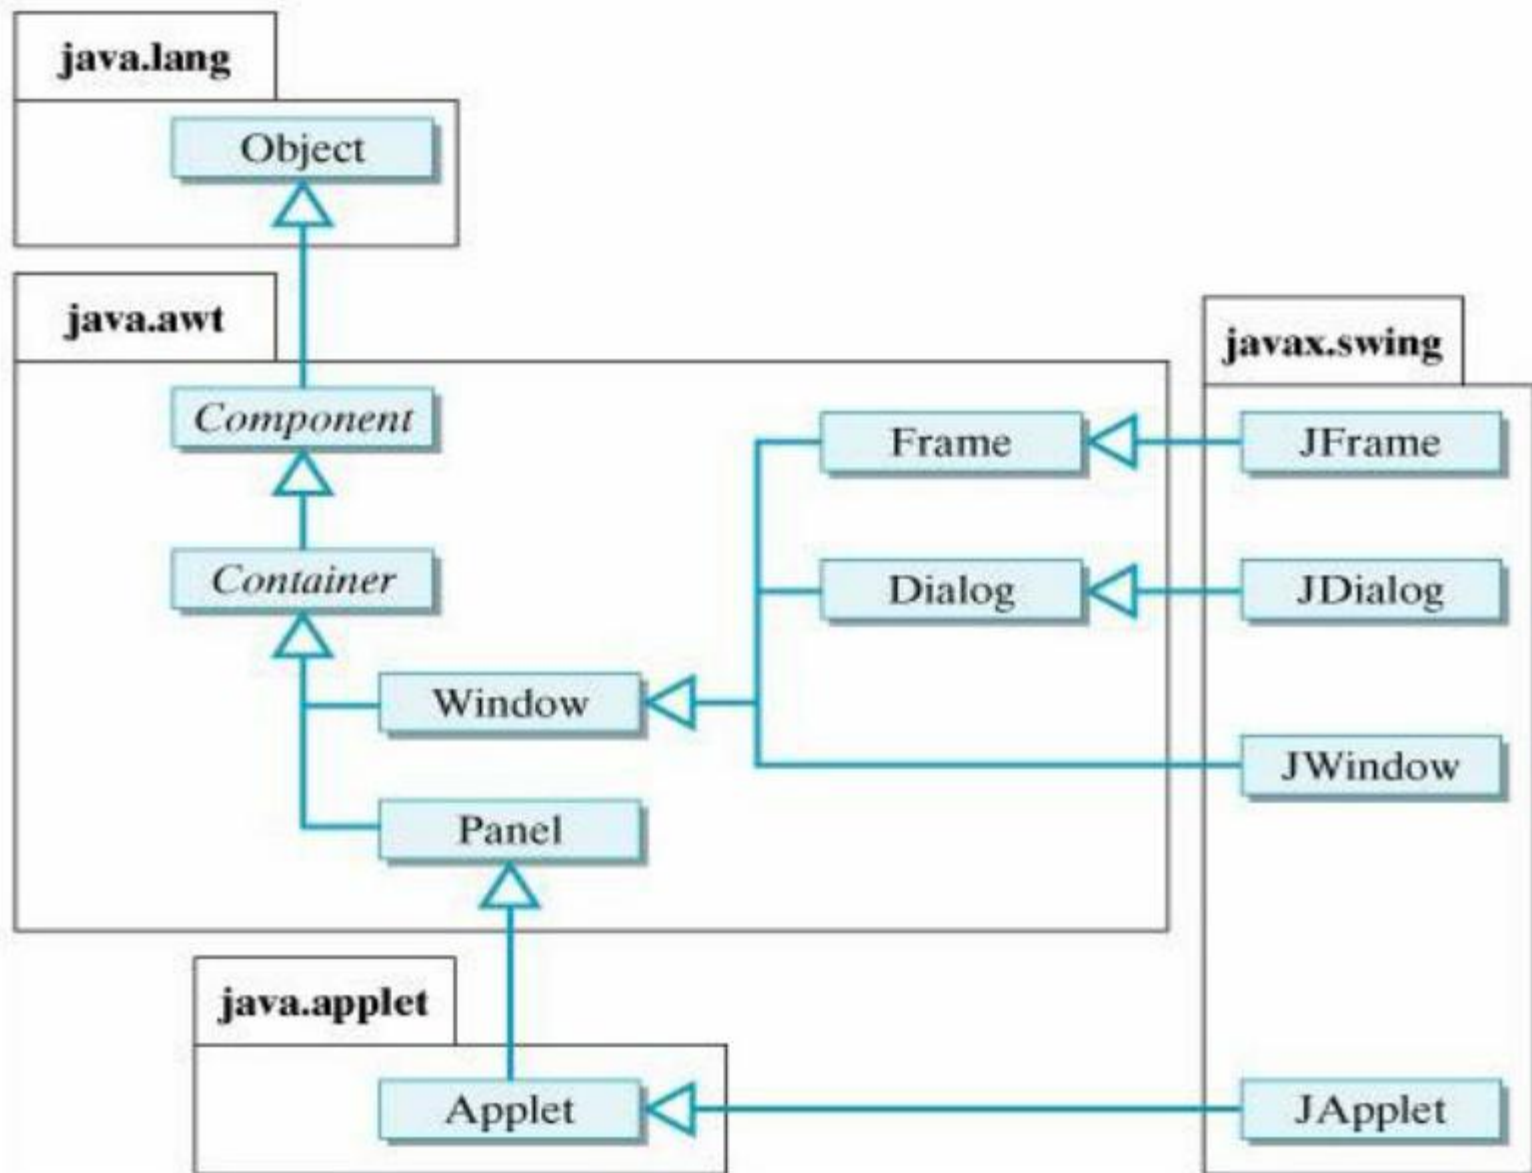 java.lang
Object
java.awt
javax.swing
Component
Frame
JFrame
Container
Dialog
JDialog
Window
JWindow
Panel
java.applet
Applet
JApplet